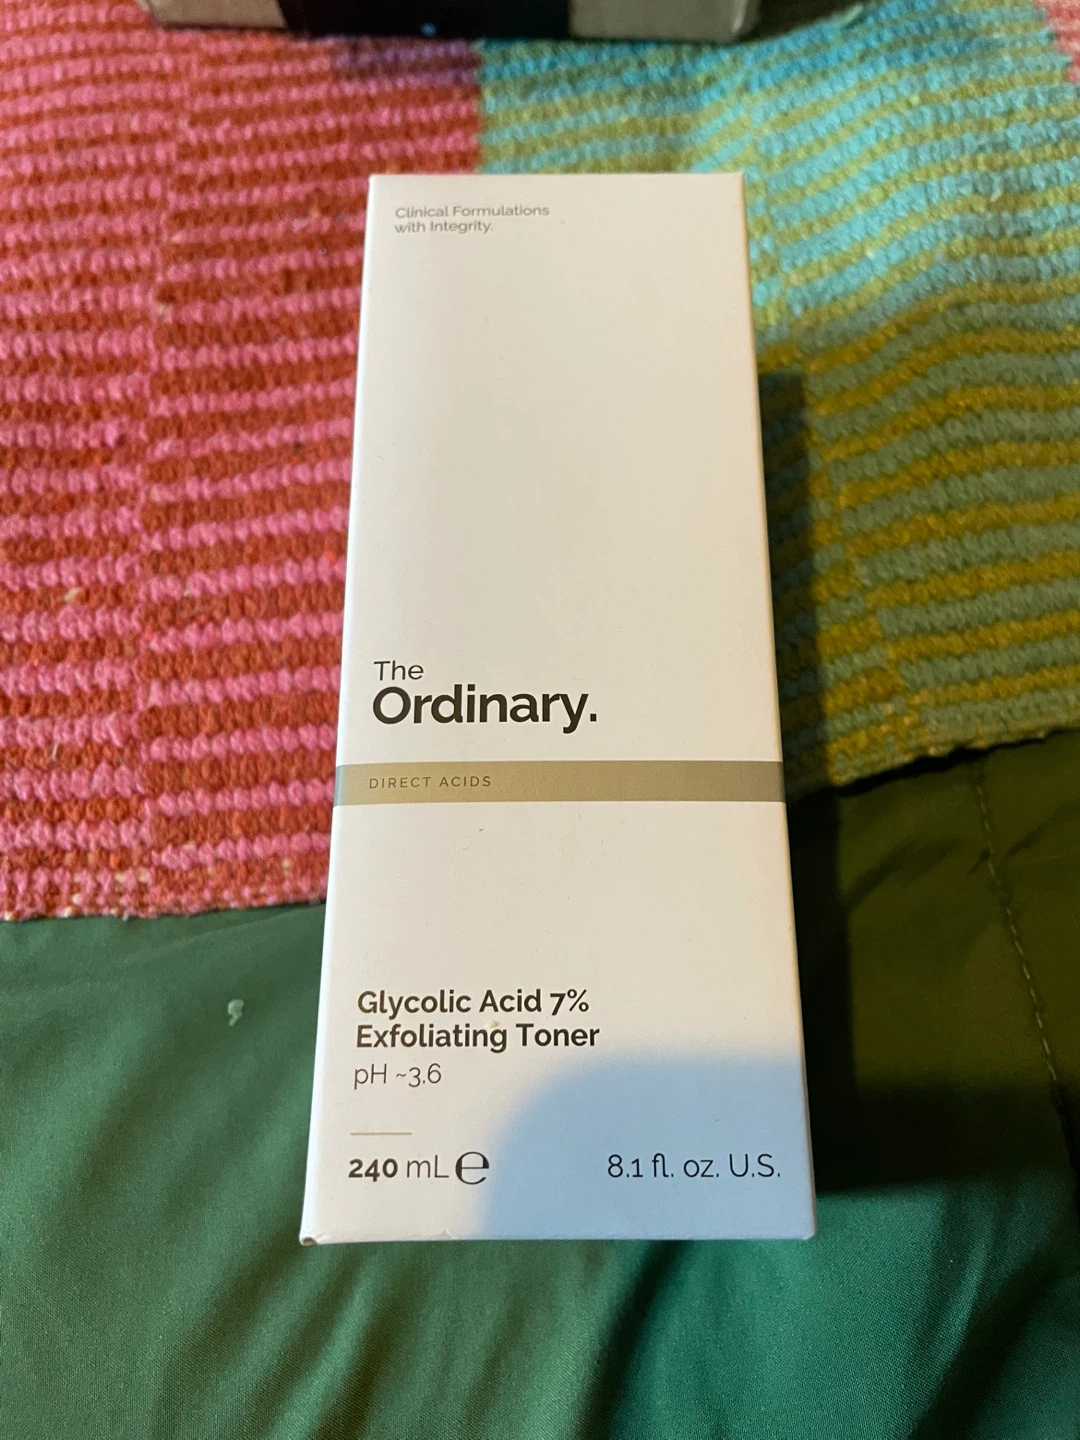 Clinical Formulations
with Integrity.
The
Ordinary.
DIRECT ACIDS
Glycolic Acid 7%
Exfoliating Toner
pH ~3.6
240 mL ℮
8.1 fl. oz. U.S.